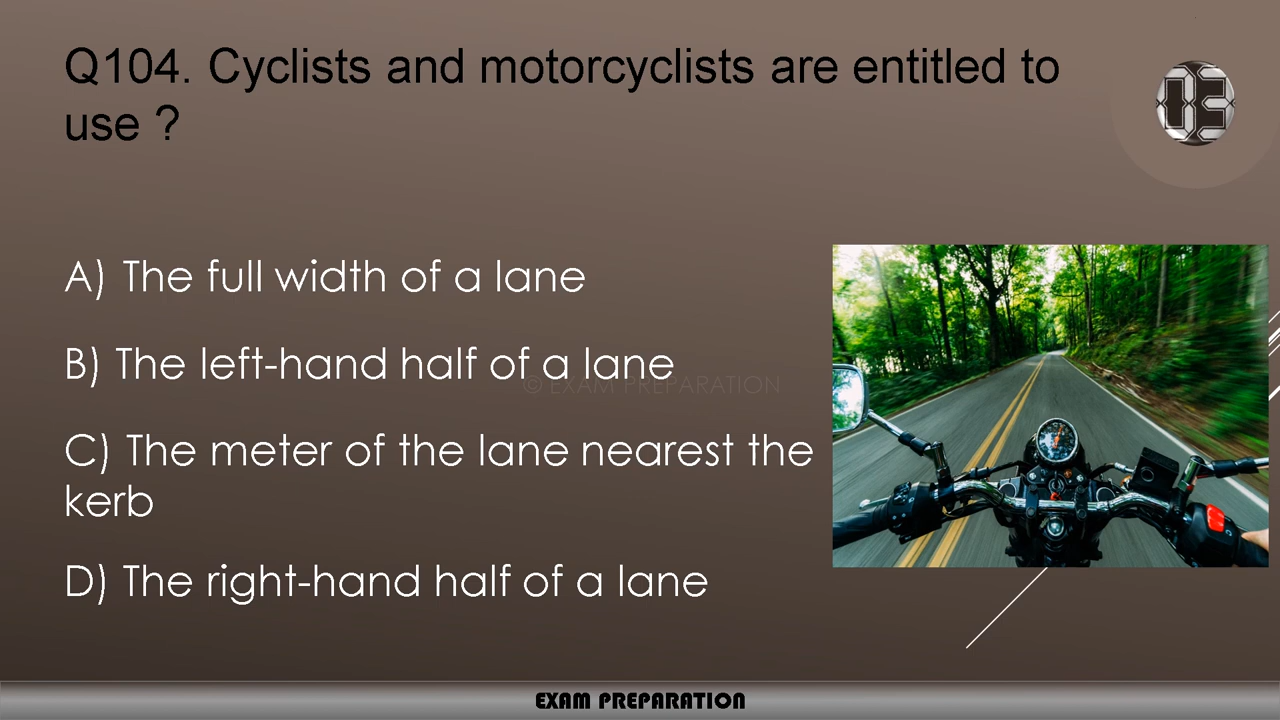 Q104. Cyclists and motorcyclists are entitled to
use ?
03
A) The full width of a lane
B) The left-hand half of a lane
© EXAM PREPARATION
C) The meter of the lane nearest the
kerb
D) The right-hand half of a lane
EXAM PREPARATION